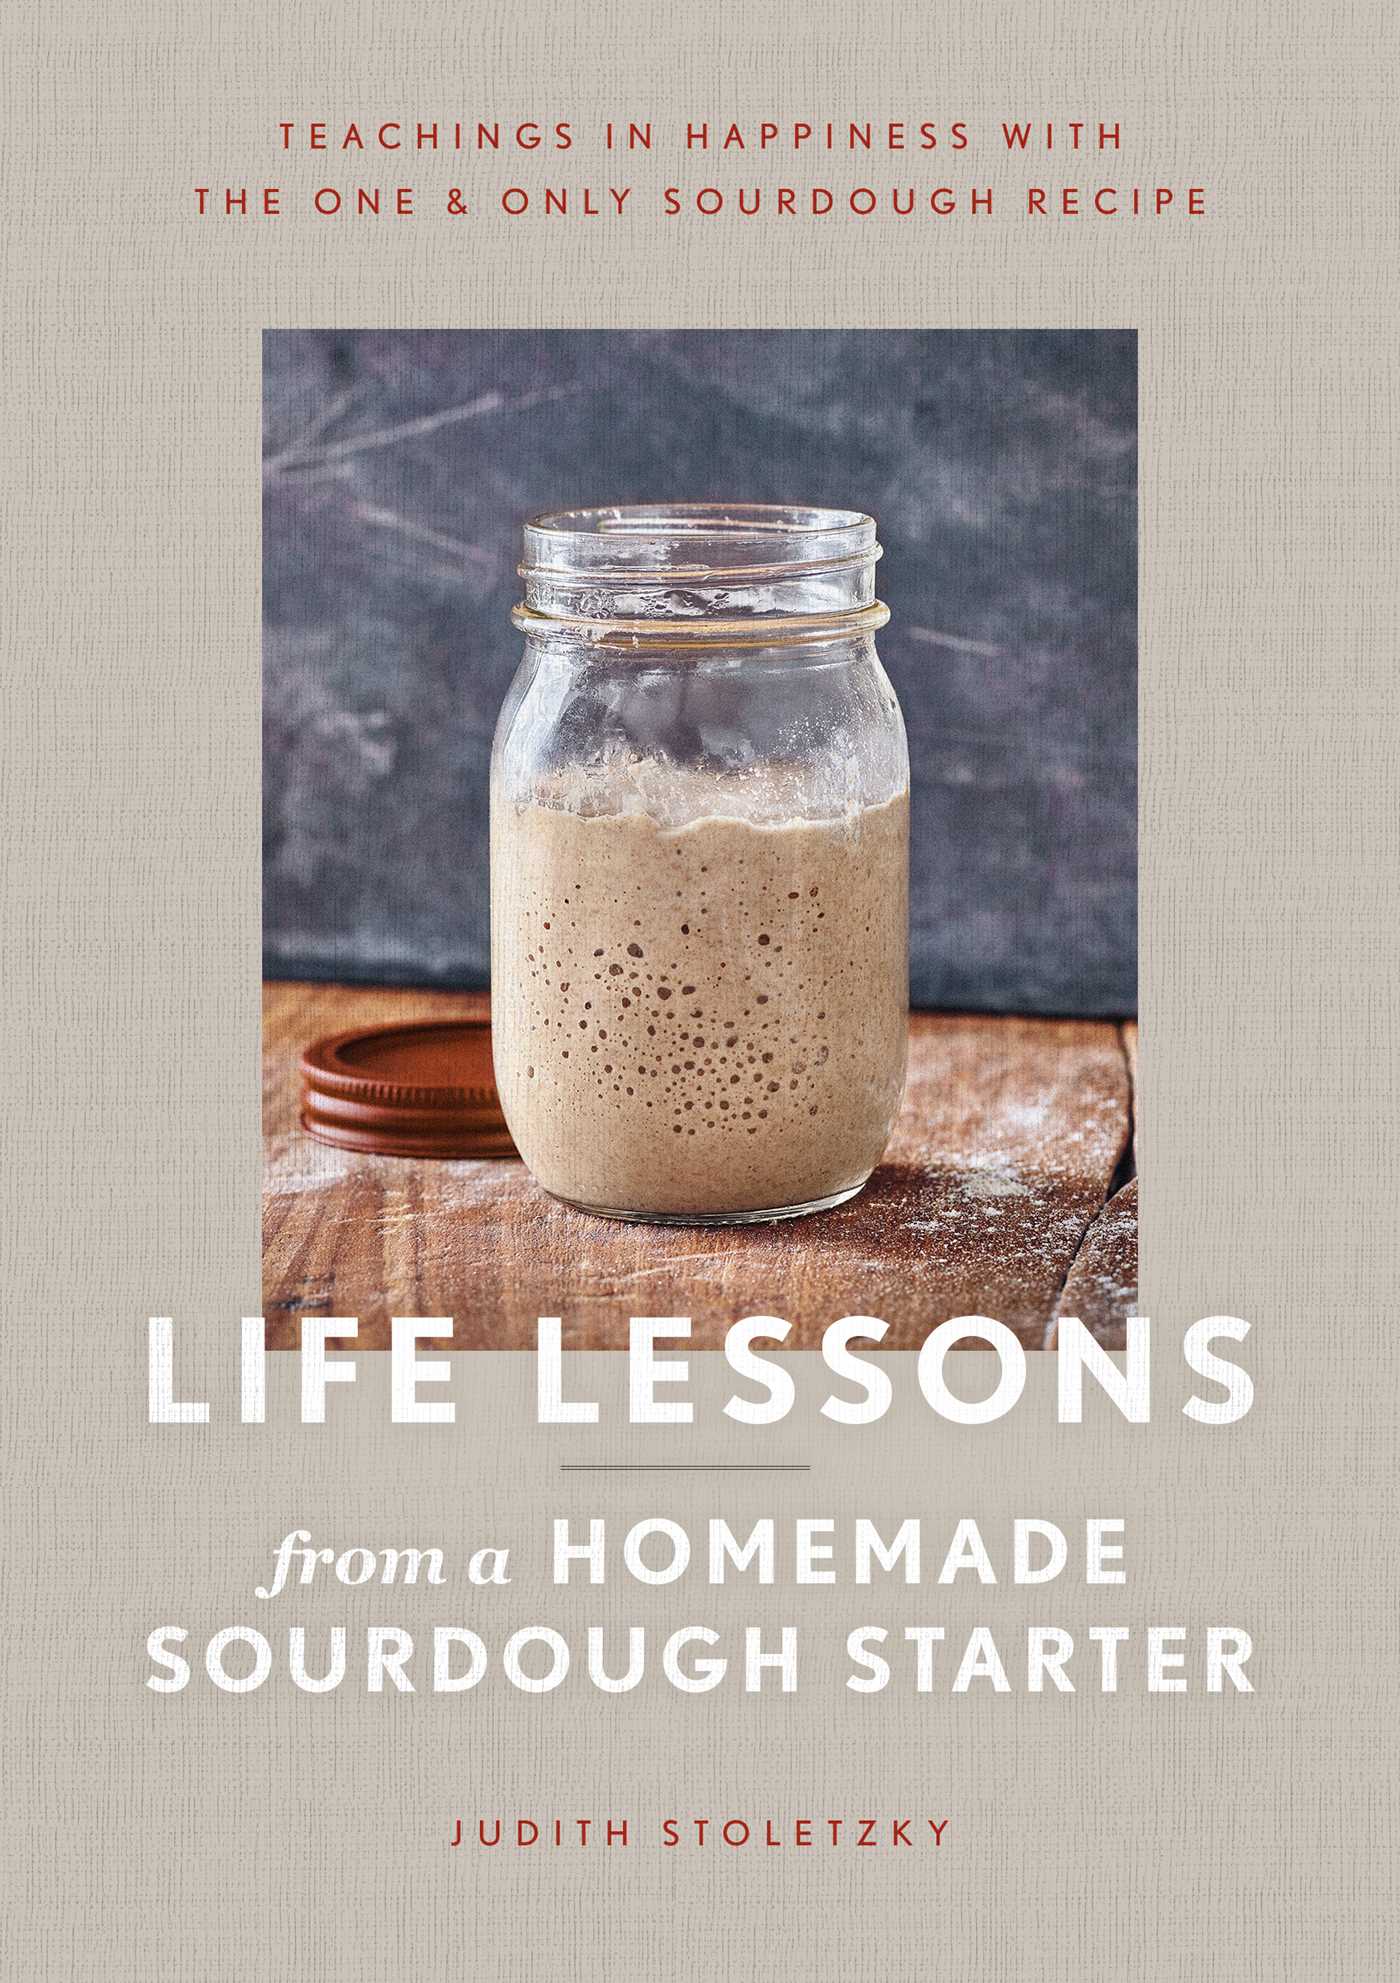 TEACHINGS IN HAPPINESS WITH
THE ONE & ONLY SOURDOUGH RECIPE
LIFE LESSONS
from a HOMEMADE
SOURDOUGH STARTER
JUDITH STOLETZKY